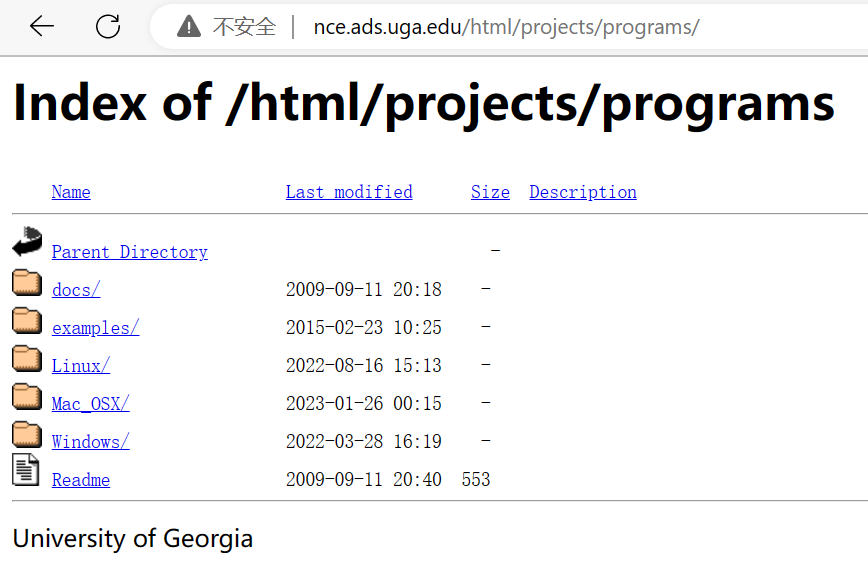 不安全 | nce.ads.uga.edu/html/projects/programs/
Index of /html/projects/programs
Name Last modified Size Description
Parent Directory -
docs/ 2009-09-11 20:18 -
examples/ 2015-02-23 10:25 -
Linux/ 2022-08-16 15:13 -
Mac_OSX/ 2023-01-26 00:15 -
Windows/ 2022-03-28 16:19 -
Readme 2009-09-11 20:40 553
University of Georgia